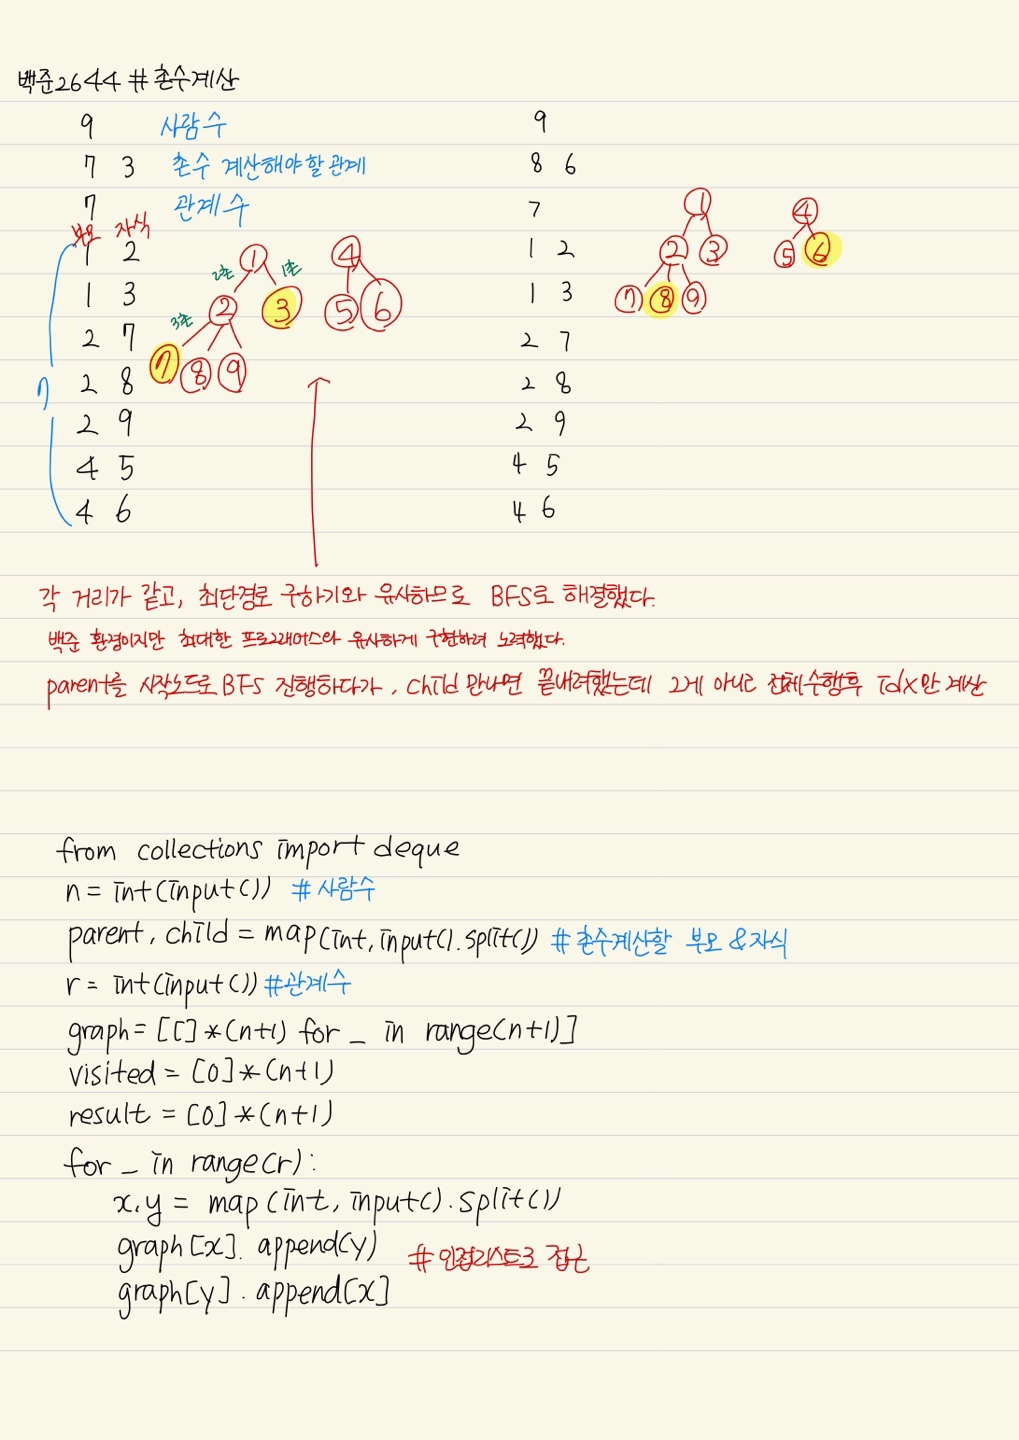 백준2644 # 촌수계산
9 사람수
7 3 촌수 계산해야할 관계
7 관계수
부모 자식
1 2
1 3
2 7
2 8
2 9
4 5
4 6
7
1
2촌 1촌
2 3
3촌
7 8 9
4
5 6
9
8 6
7
1 2
1 3
2 7
2 8
2 9
4 5
4 6
1
2 3
7 8 9
4
5 6
각 거리가 같고, 최단경로 구하기와 유사하므로 BFS로 해결했다.
백준 환경이지만 최대한 프로그래머스와 유사하게 구현하려 노력했다.
parent를 시작노드로 BFS 진행하다가, child 만나면 끝내려했는데 그게 아니고 전체수행후 idx만 계산
from collections import deque
n = int(input()) # 사람수
parent, child = map(int, input().split()) # 촌수계산할 부모 & 자식
r = int(input()) #관계수
graph = [[]*(n+1) for _ in range(n+1)]
visited = [0]*(n+1)
result = [0]*(n+1)
for _ in range(r):
x,y = map(int, input().split())
graph[x].append(y) # 인접리스트로 접근
graph[y].append[x]